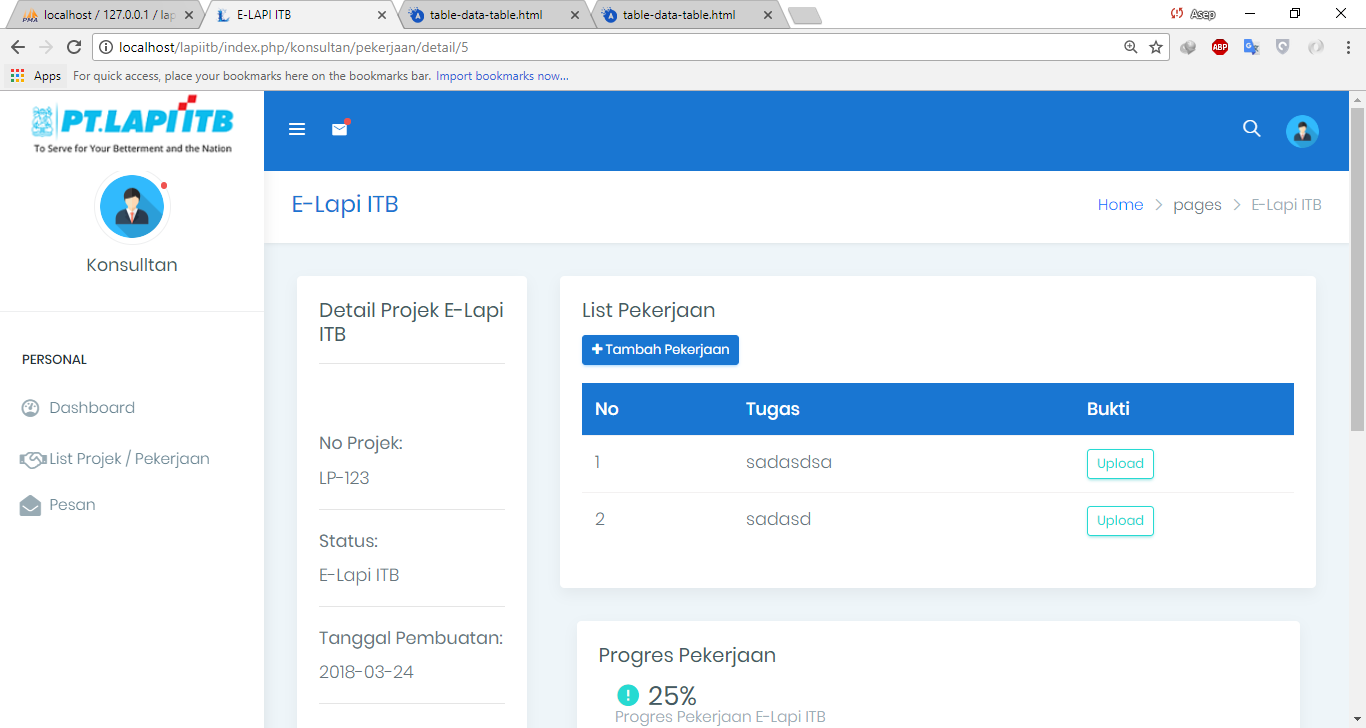 localhost / 127.0.0.1 / lap
E-LAPI ITB
table-data-table.html
table-data-table.html
Asep
localhost/lapiitb/index.php/konsultan/pekerjaan/detail/5
ABP
Apps
For quick access, place your bookmarks here on the bookmarks bar. Import bookmarks now...
PT.LAPI ITB
To Serve for Your Betterment and the Nation
Konsulltan
PERSONAL
Dashboard
List Projek / Pekerjaan
Pesan
E-Lapi ITB
Home > pages > E-Lapi ITB
Detail Projek E-Lapi
ITB
No Projek:
LP-123
Status:
E-Lapi ITB
Tanggal Pembuatan:
2018-03-24
List Pekerjaan
+ Tambah Pekerjaan
No Tugas Bukti
1 sadasdsa Upload
2 sadasd Upload
Progres Pekerjaan
25%
Progres Pekerjaan E-Lapi ITB